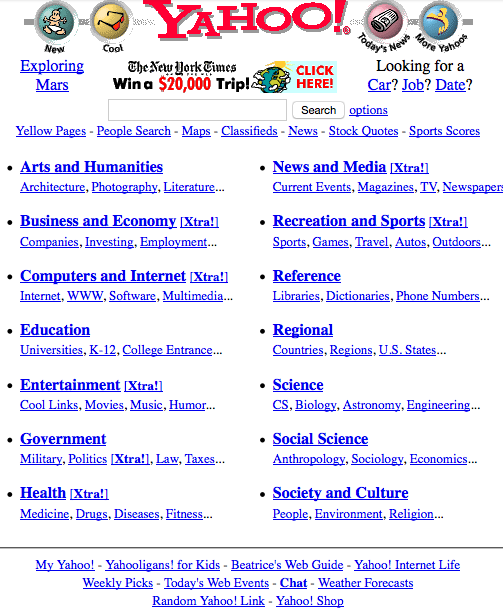 YAHOO!
New
Cool
Today's News
More Yahoos
Exploring
Mars
The New York Times
Win a $20,000 Trip!
CLICK
HERE!
Looking for a
Car? Job? Date?
Search options
Yellow Pages - People Search - Maps - Classifieds - News - Stock Quotes - Sports Scores
Arts and Humanities
Architecture, Photography, Literature...
Business and Economy [Xtra!]
Companies, Investing, Employment...
Computers and Internet [Xtra!]
Internet, WWW, Software, Multimedia...
Education
Universities, K-12, College Entrance...
Entertainment [Xtra!]
Cool Links, Movies, Music, Humor...
Government
Military, Politics [Xtra!], Law, Taxes...
Health [Xtra!]
Medicine, Drugs, Diseases, Fitness...
News and Media [Xtra!]
Current Events, Magazines, TV, Newspapers
Recreation and Sports [Xtra!]
Sports, Games, Travel, Autos, Outdoors...
Reference
Libraries, Dictionaries, Phone Numbers...
Regional
Countries, Regions, U.S. States...
Science
CS, Biology, Astronomy, Engineering...
Social Science
Anthropology, Sociology, Economics...
Society and Culture
People, Environment, Religion...
My Yahoo! - Yahooligans! for Kids - Beatrice's Web Guide - Yahoo! Internet Life
Weekly Picks - Today's Web Events - Chat - Weather Forecasts
Random Yahoo! Link - Yahoo! Shop